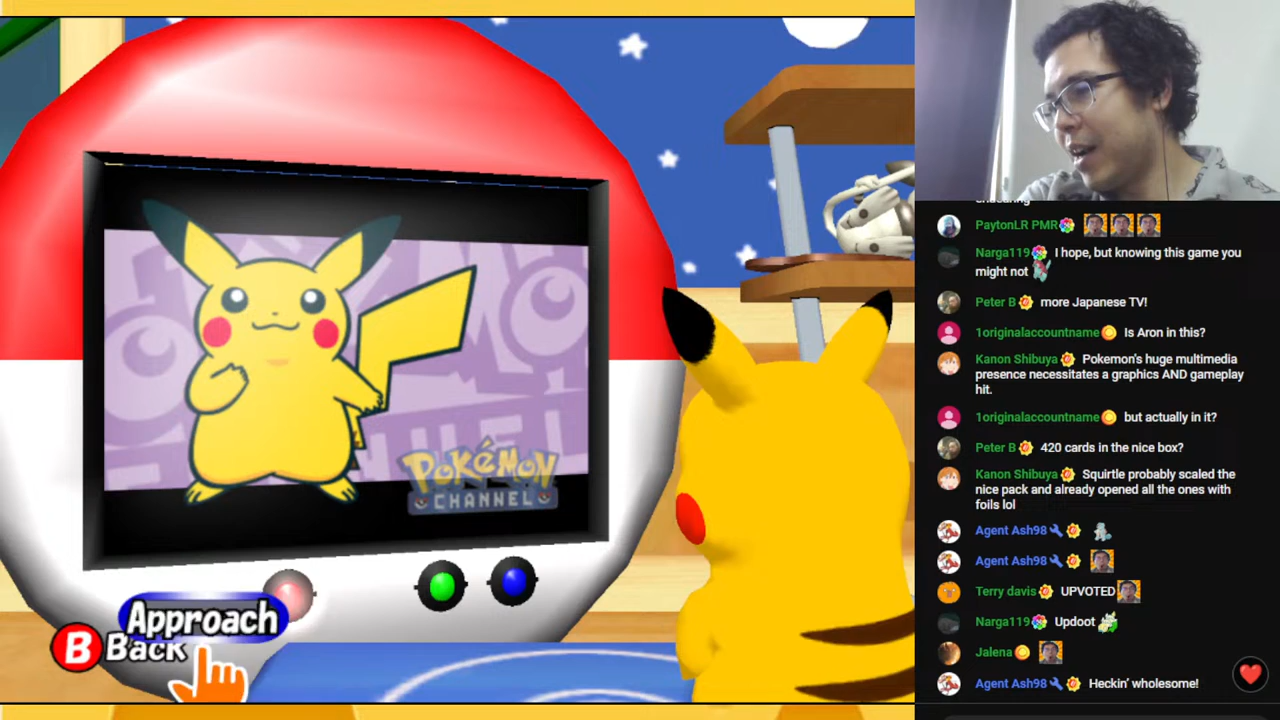 POKéMON
CHANNEL
Approach
B Back
PaytonLR PMR
Narga119 I hope, but knowing this game you
might not
Peter B more Japanese TV!
1originalaccountname Is Aron in this?
Kanon Shibuya Pokemon's huge multimedia
presence necessitates a graphics AND gameplay
hit.
1originalaccountname but actually in it?
Peter B 420 cards in the nice box?
Kanon Shibuya Squirtle probably scaled the
nice pack and already opened all the ones with
foils lol
Agent Ash98
Agent Ash98
Terry davis UPVOTED
Narga119 Updoot
Jalena
Agent Ash98 Heckin' wholesome!